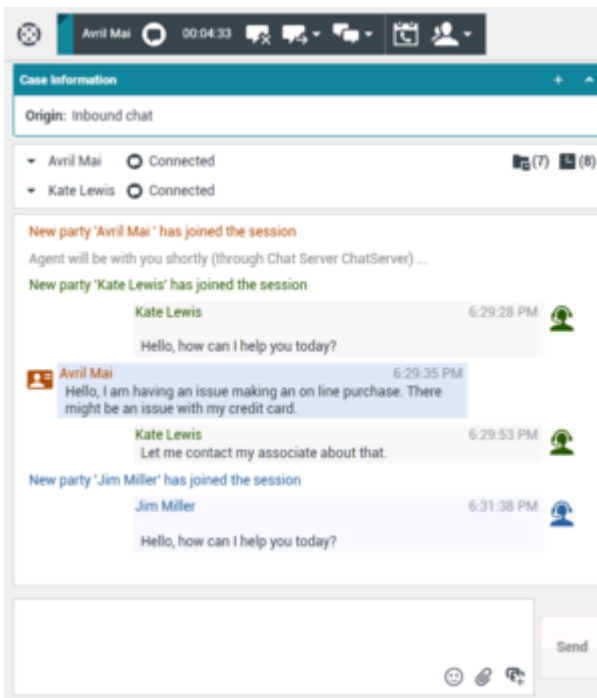 Avril Mai 00:04:33
Case Information
Origin: Inbound chat
Avril Mai Connected (7) (8)
Kate Lewis Connected
New party 'Avril Mai ' has joined the session
Agent will be with you shortly (through Chat Server ChatServer) ...
New party 'Kate Lewis' has joined the session
Kate Lewis 6:29:28 PM
Hello, how can I help you today?
Avril Mai 6:29:35 PM
Hello, I am having an issue making an on line purchase. There
might be an issue with my credit card.
Kate Lewis 6:29:53 PM
Let me contact my associate about that.
New party 'Jim Miller' has joined the session
Jim Miller 6:31:38 PM
Hello, how can I help you today?
Send